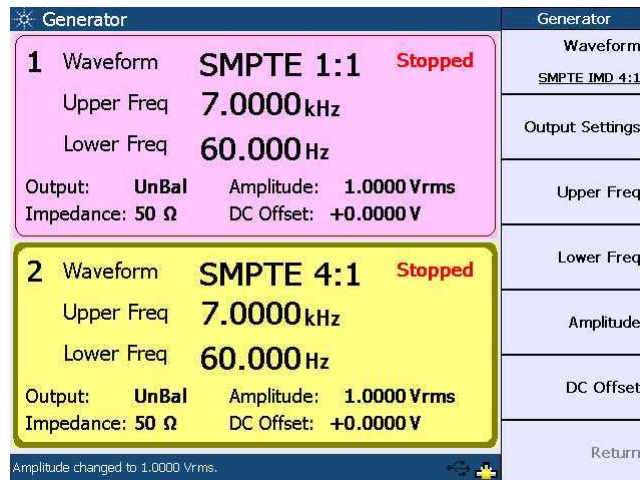 Generator
1 Waveform SMPTE 1:1 Stopped
Upper Freq 7.0000 kHz
Lower Freq 60.000 Hz
Output: UnBal Amplitude: 1.0000 Vrms
Impedance: 50 Ω DC Offset: +0.0000 V
2 Waveform SMPTE 4:1 Stopped
Upper Freq 7.0000 kHz
Lower Freq 60.000 Hz
Output: UnBal Amplitude: 1.0000 Vrms
Impedance: 50 Ω DC Offset: +0.0000 V
Amplitude changed to 1.0000 Vrms.
Generator
Waveform
SMPTE IMD 4:1
Output Settings
Upper Freq
Lower Freq
Amplitude
DC Offset
Return